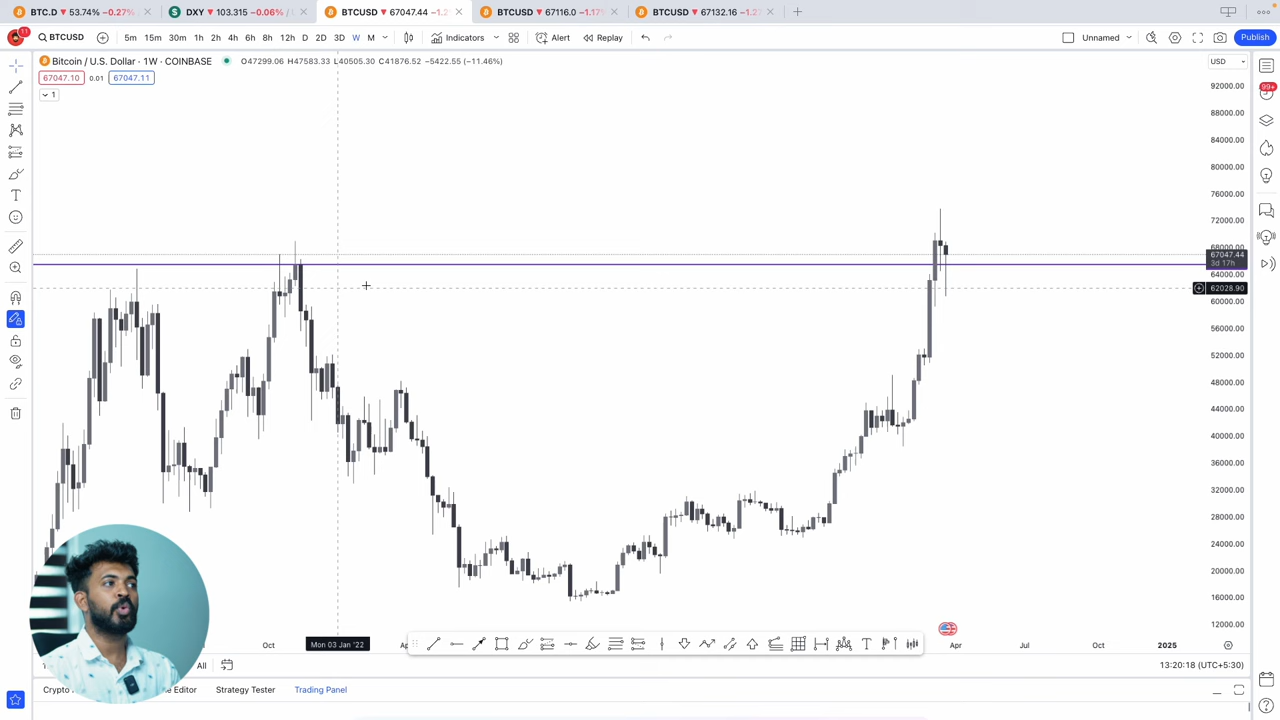 BTC.D ▼ 53.74% −0.27%
DXY ▼ 103.315 −0.06%
BTCUSD ▼ 67047.44 −1.2
BTCUSD ▼ 67116.0 −1.17
BTCUSD ▼ 67132.16 −1.2
11
BTCUSD
5m 15m 30m 1h 2h 4h 6h 8h 12h D 2D 3D W M
Indicators
Alert
Replay
Unnamed
Publish
Bitcoin / U.S. Dollar · 1W · COINBASE
O47299.06 H47583.33 L40505.30 C41876.52 −5422.55 (−11.46%)
USD
67047.10 0.01 67047.11
1
99+
92000.00
88000.00
84000.00
80000.00
76000.00
72000.00
68000.00
67047.44
3d 17h
64000.00
62028.90
60000.00
56000.00
52000.00
48000.00
44000.00
40000.00
36000.00
32000.00
28000.00
24000.00
20000.00
16000.00
12000.00
Oct
Mon 03 Jan '22
Apr
Jul
Oct
2025
All
13:20:18 (UTC+5:30)
Crypto
Editor
Strategy Tester
Trading Panel